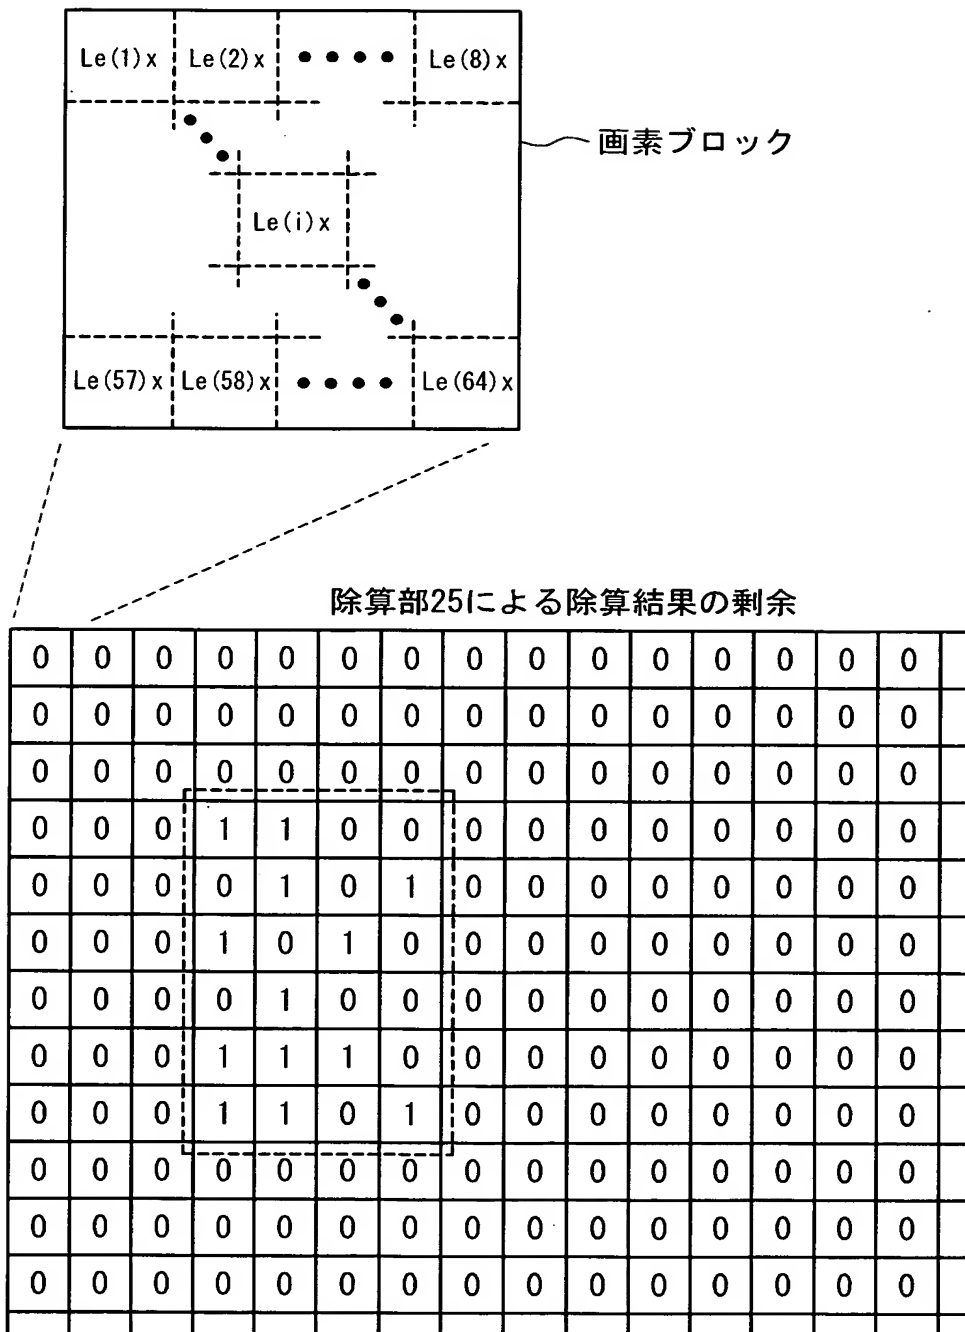 Le(1)x Le(2)x ●●●● Le(8)x
画素ブロック
Le(i)x
Le(57)x Le(58)x ●●●● Le(64)x
除算部25による除算結果の剰余
0 0 0 0 0 0 0 0 0 0 0 0 0 0 0
0 0 0 0 0 0 0 0 0 0 0 0 0 0 0
0 0 0 0 0 0 0 0 0 0 0 0 0 0 0
0 0 0 1 1 0 0 0 0 0 0 0 0 0 0
0 0 0 0 1 0 1 0 0 0 0 0 0 0 0
0 0 0 1 0 1 0 0 0 0 0 0 0 0 0
0 0 0 0 1 0 0 0 0 0 0 0 0 0 0
0 0 0 1 1 1 0 0 0 0 0 0 0 0 0
0 0 0 1 1 0 1 0 0 0 0 0 0 0 0
0 0 0 0 0 0 0 0 0 0 0 0 0 0 0
0 0 0 0 0 0 0 0 0 0 0 0 0 0 0
0 0 0 0 0 0 0 0 0 0 0 0 0 0 0